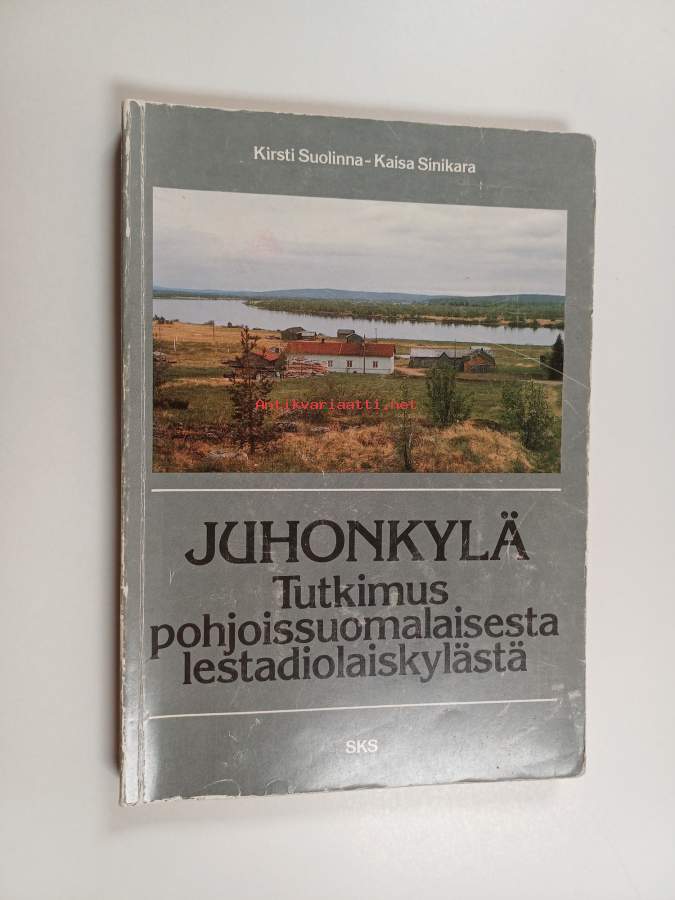 Kirsti Suolinna-Kaisa Sinikara
Antikvariaatti.net
JUHONKYLÄ
Tutkimus
pohjoissuomalaisesta
lestadiolaiskylästä
SKS